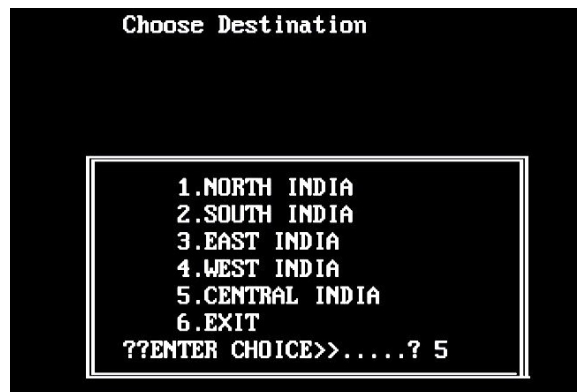 Choose Destination
1.NORTH INDIA
2.SOUTH INDIA
3.EAST INDIA
4.WEST INDIA
5.CENTRAL INDIA
6.EXIT
??ENTER CHOICE>>.....? 5